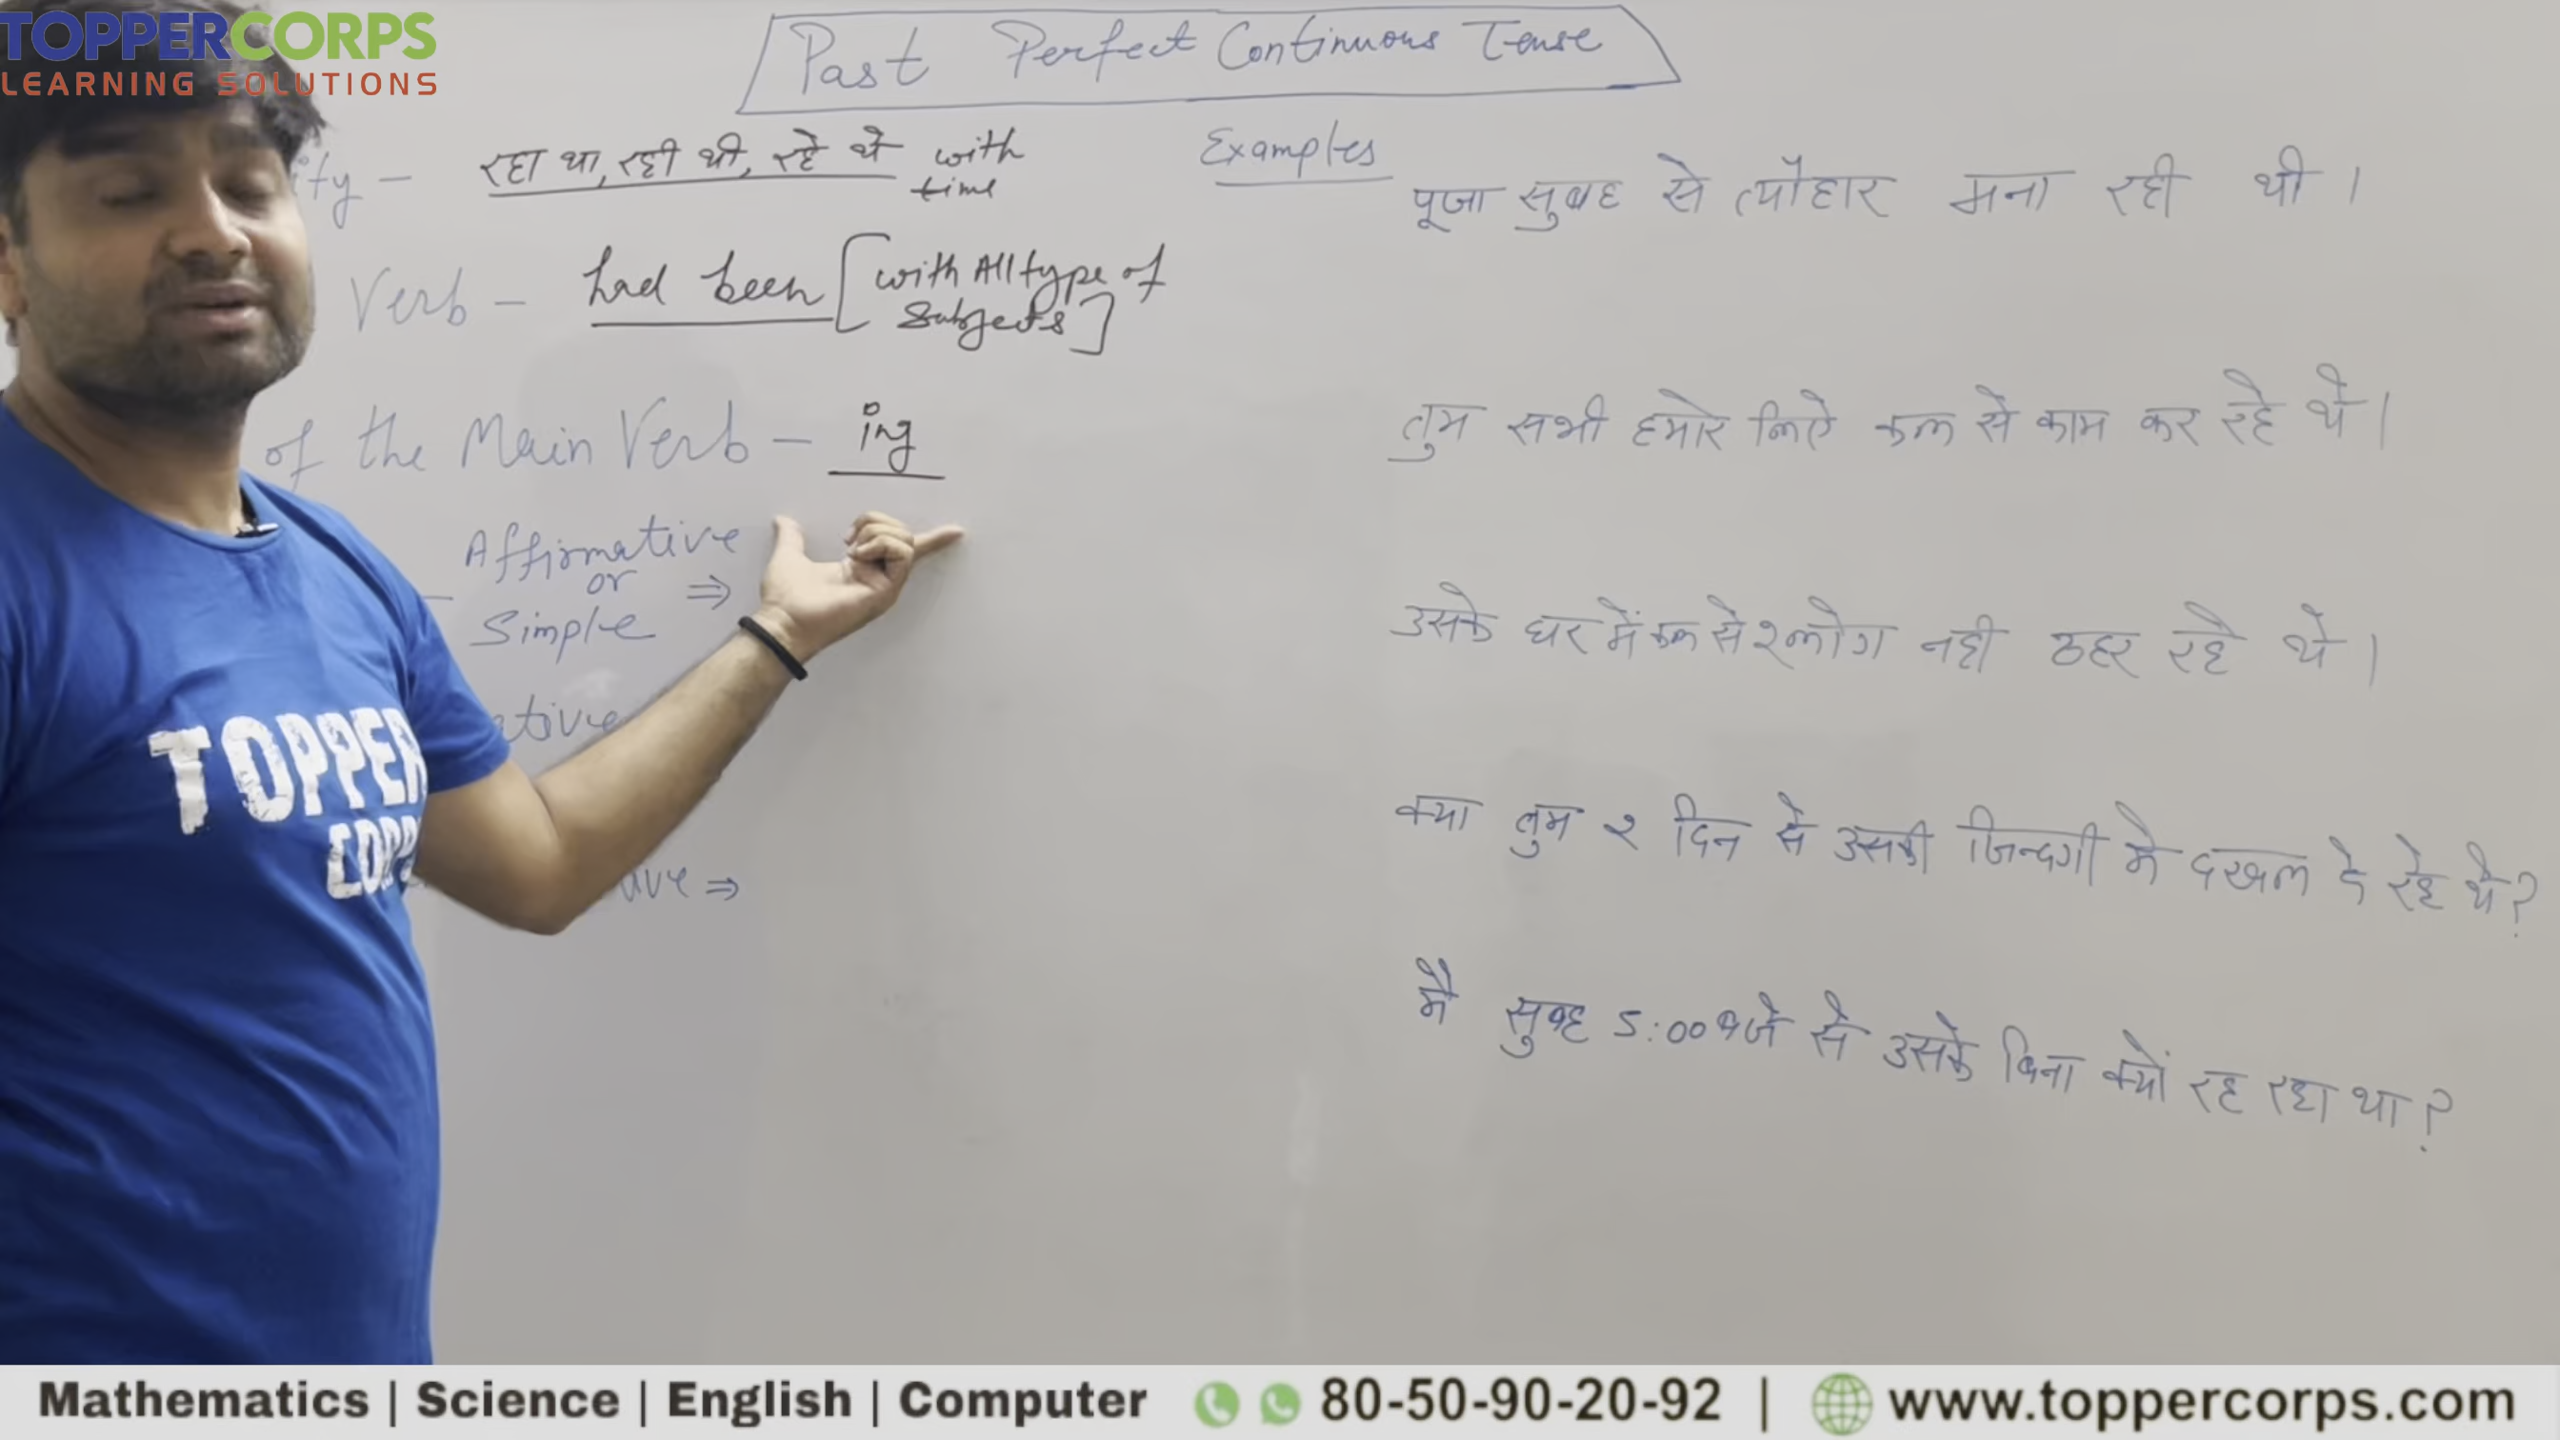 TOPPERCORPS
LEARNING SOLUTIONS
Past Perfect Continuous Tense
रहा था, रही थी, रहे थे with
time
Verb - had been [with All type of
Subjects]
of the Main Verb - ing
Affirmative
or ⇒
Simple
⇒
Examples
पूजा सुबह से त्यौहार मना रही थी।
तुम सभी हमारे लिऐ कल से काम कर रहे थे।
उसके घर में कल से २ लोग नही ठहर रहे थे।
क्या तुम २ दिन से उसकी जिन्दगी मे दखल दे रहे थे?
मै सुबह 5:00 बजे से उसके बिना क्यों रह रहा था?
TOPPER
CORPS
Mathematics | Science | English | Computer 80-50-90-20-92 | www.toppercorps.com